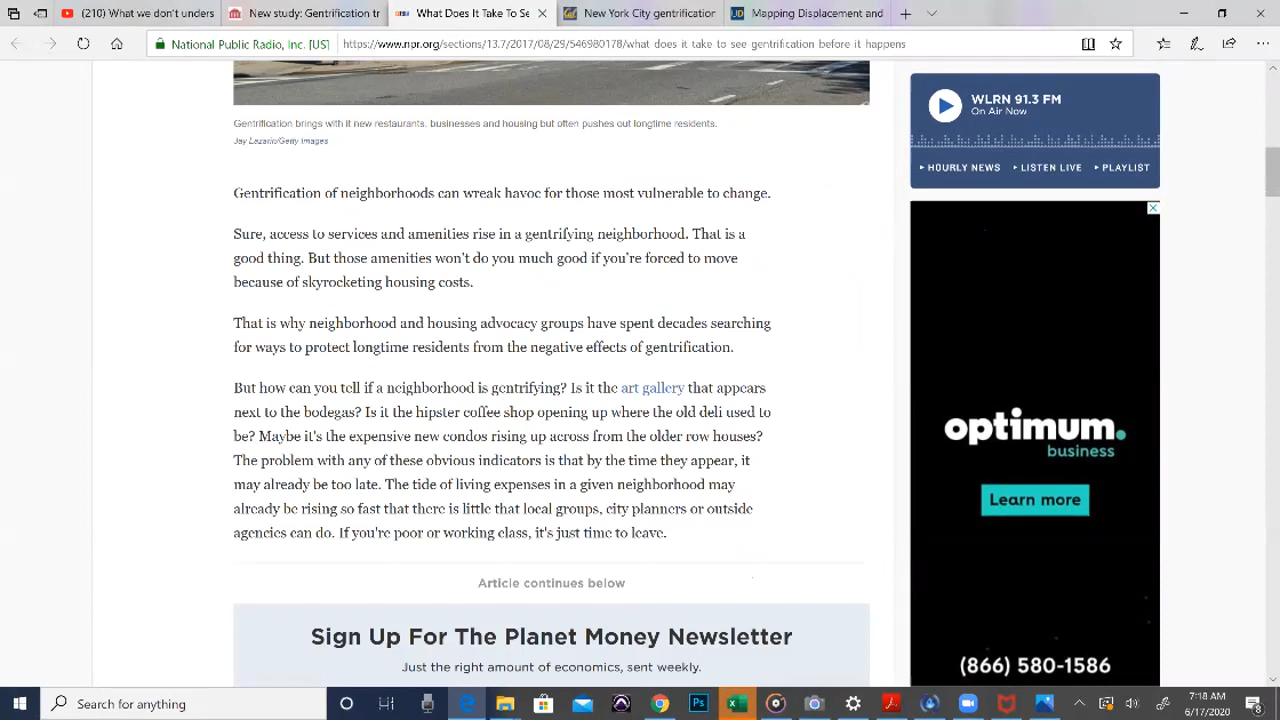 (210) What we don't unders
New study: Gentrification tr
What Does It Take To Se
New York City gentrification
Mapping Displacement and
National Public Radio, Inc. [US]
https://www.npr.org/sections/13.7/2017/08/29/546980178/what does it take to see gentrification before it happens
Gentrification brings with it new restaurants, businesses and housing but often pushes out longtime residents.
Jay Lazarin/Getty Images
Gentrification of neighborhoods can wreak havoc for those most vulnerable to change.
Sure, access to services and amenities rise in a gentrifying neighborhood. That is a
good thing. But those amenities won't do you much good if you're forced to move
because of skyrocketing housing costs.
That is why neighborhood and housing advocacy groups have spent decades searching
for ways to protect longtime residents from the negative effects of gentrification.
But how can you tell if a neighborhood is gentrifying? Is it the art gallery that appears
next to the bodegas? Is it the hipster coffee shop opening up where the old deli used to
be? Maybe it's the expensive new condos rising up across from the older row houses?
The problem with any of these obvious indicators is that by the time they appear, it
may already be too late. The tide of living expenses in a given neighborhood may
already be rising so fast that there is little that local groups, city planners or outside
agencies can do. If you're poor or working class, it's just time to leave.
Article continues below
Sign Up For The Planet Money Newsletter
Just the right amount of economics, sent weekly.
WLRN 91.3 FM
On Air Now
HOURLY NEWS
LISTEN LIVE
PLAYLIST
optimum.
business
Learn more
(866) 580-1586
Search for anything
Ps
7:18 AM
6/17/2020